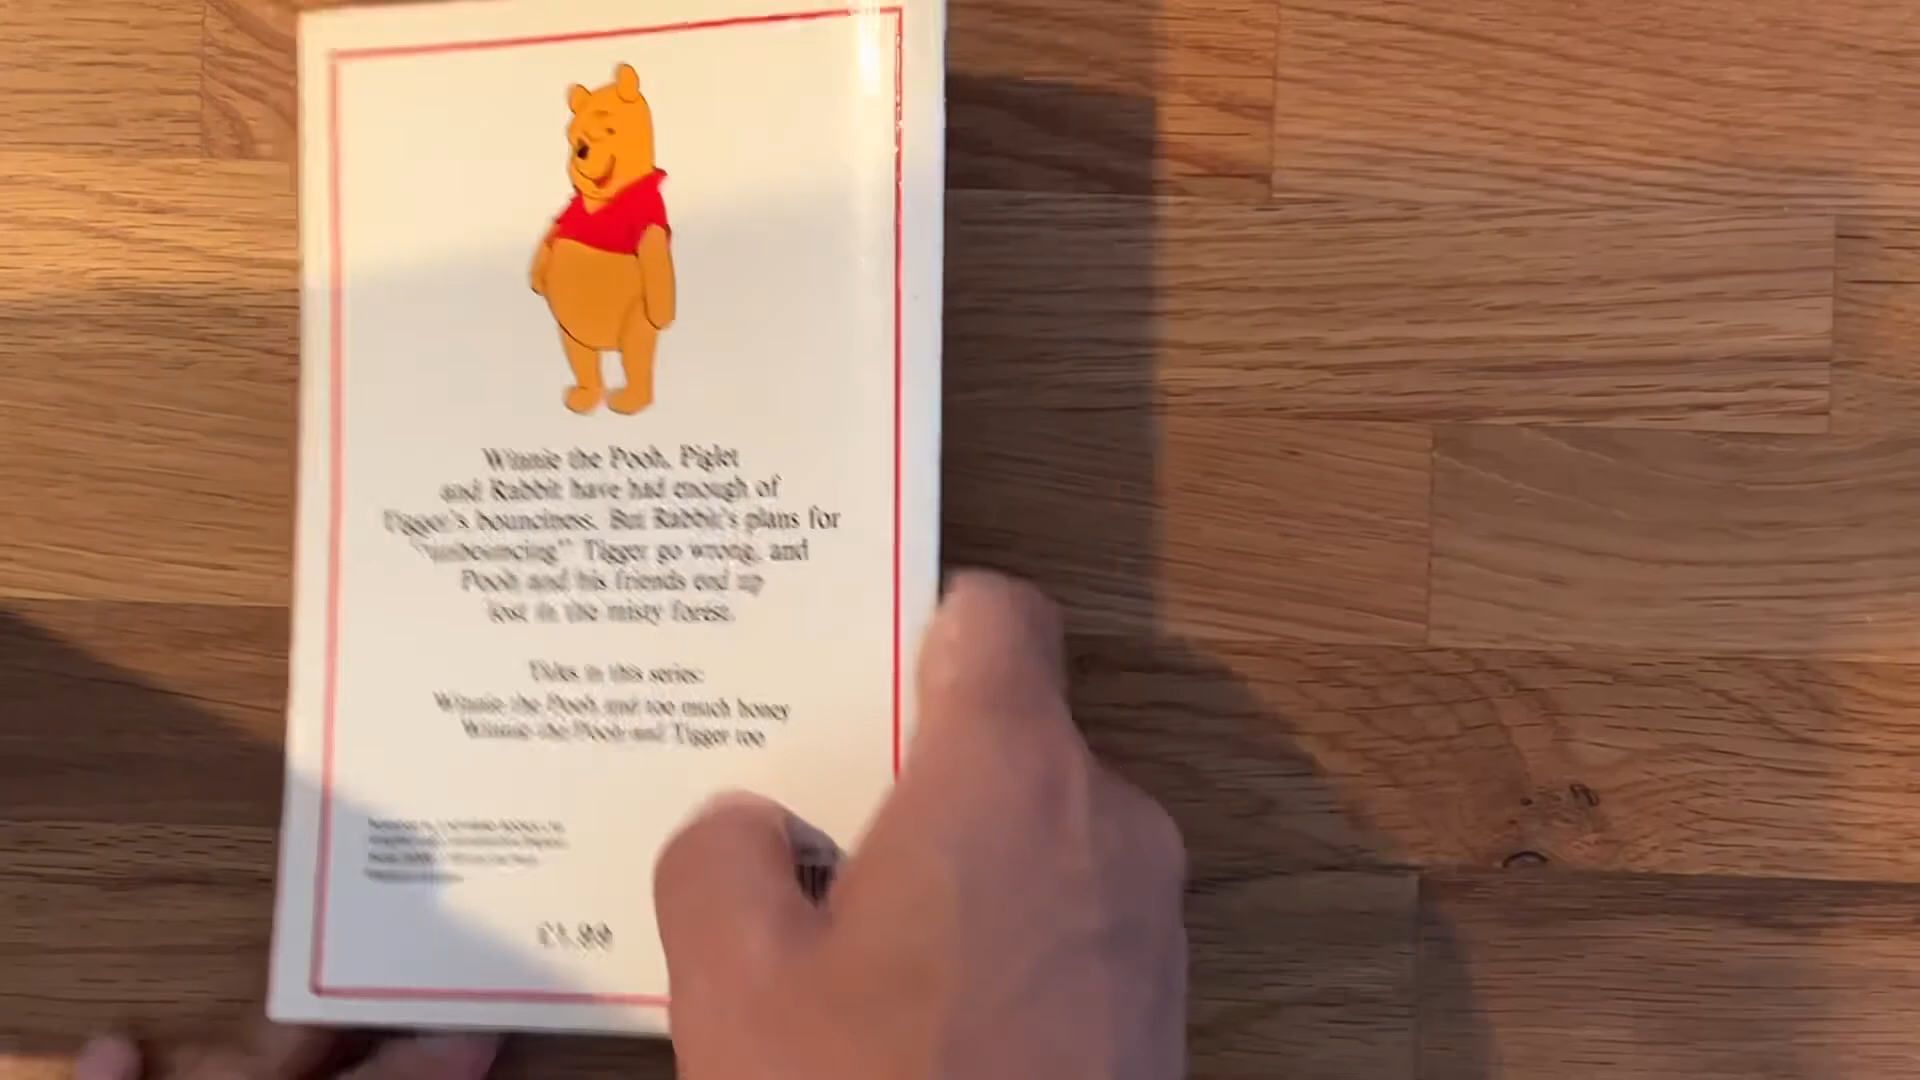 Winnie the Pooh, Piglet
and Rabbit have had enough of
Tigger's bounciness. But Rabbit's plans for
"unbouncing" Tigger go wrong, and
Pooh and his friends end up
lost in the misty forest.
Titles in this series:
Winnie the Pooh and too much honey
Winnie the Pooh and Tigger too
£1.99